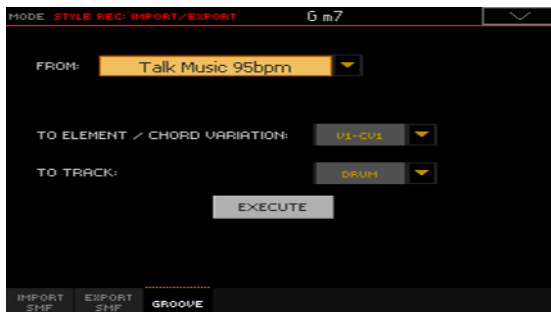 MODE STYLE REC: IMPORT/EXPORT G m7
FROM: Talk Music 95bpm
TO ELEMENT / CHORD VARIATION: V1-CV1
TO TRACK: DRUM
EXECUTE
IMPORT SMF EXPORT SMF GROOVE